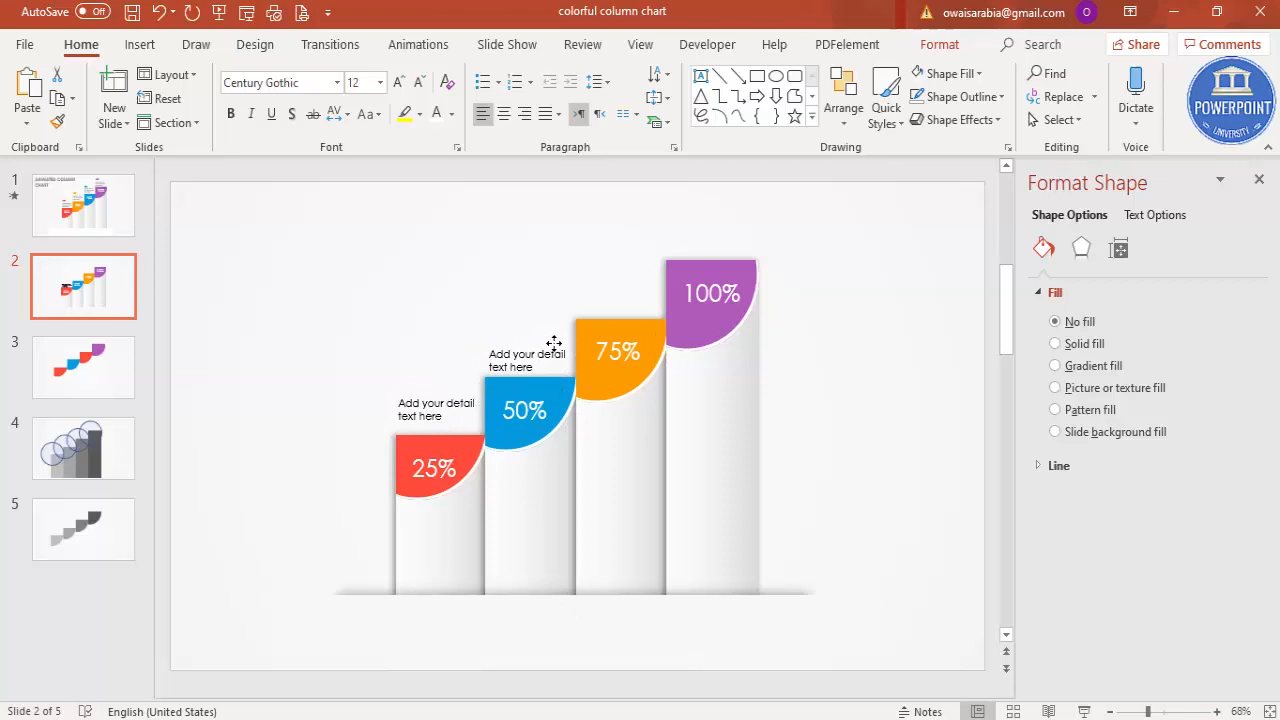 AutoSave Off colorful column chart owaisarabia@gmail.com O
File Home Insert Draw Design Transitions Animations Slide Show Review View Developer Help PDFelement Format Search Share Comments
Paste New Slide Layout Reset Section Century Gothic 12 Arrange Quick Styles Shape Fill Shape Outline Shape Effects Find Replace Select Dictate POWERPOINT UNIVERSITY
Clipboard Slides Font Paragraph Drawing Editing Voice
1
2
3
4
5
100%
75%
Add your detail
text here
50%
Add your detail
text here
25%
Format Shape
Shape Options Text Options
Fill
No fill
Solid fill
Gradient fill
Picture or texture fill
Pattern fill
Slide background fill
Line
Slide 2 of 5 English (United States) Notes 68%